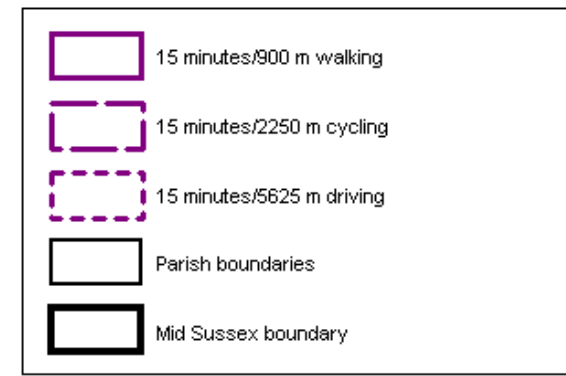 15 minutes/900 m walking
15 minutes/2250 m cycling
15 minutes/5625 m driving
Parish boundaries
Mid Sussex boundary